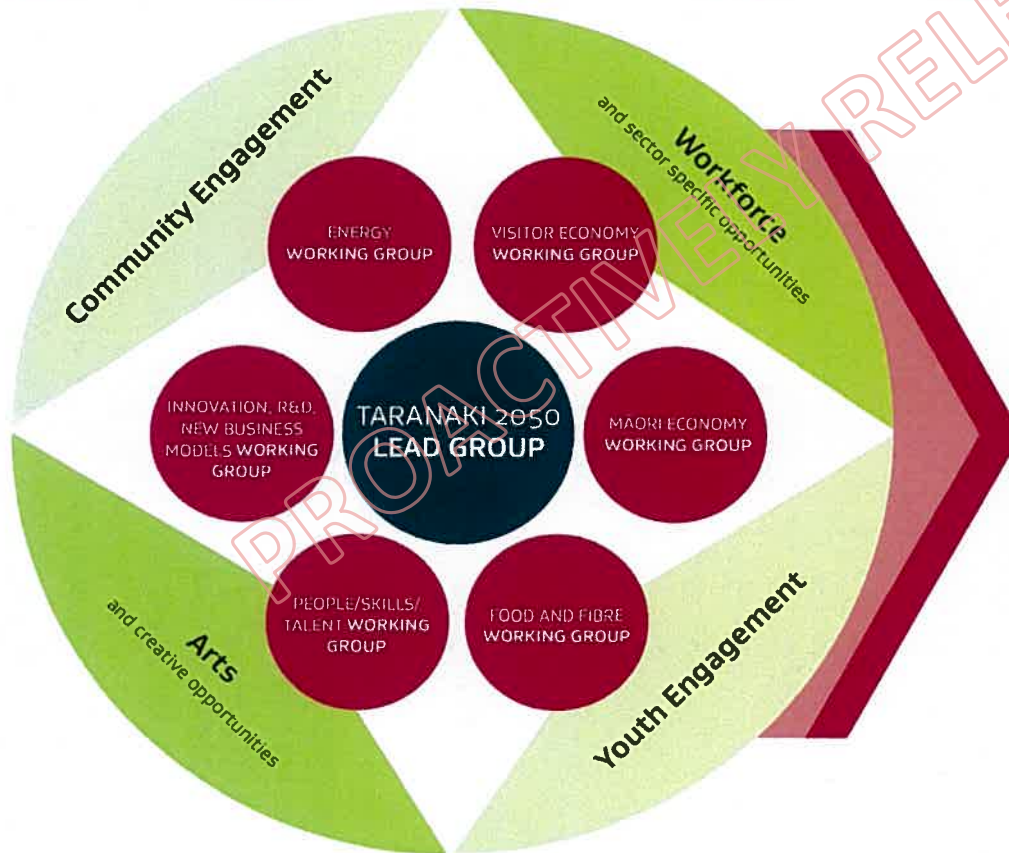 Community Engagement
Workforce
and sector specific opportunities
ENERGY
WORKING GROUP
VISITOR ECONOMY
WORKING GROUP
INNOVATION, R&D,
NEW BUSINESS
MODELS WORKING
GROUP
TARANAKI 2050
LEAD GROUP
MĀORI ECONOMY
WORKING GROUP
PEOPLE/SKILLS/
TALENT WORKING
GROUP
FOOD AND FIBRE
WORKING GROUP
Arts
and creative opportunities
Youth Engagement
PROACTIVELY RELE